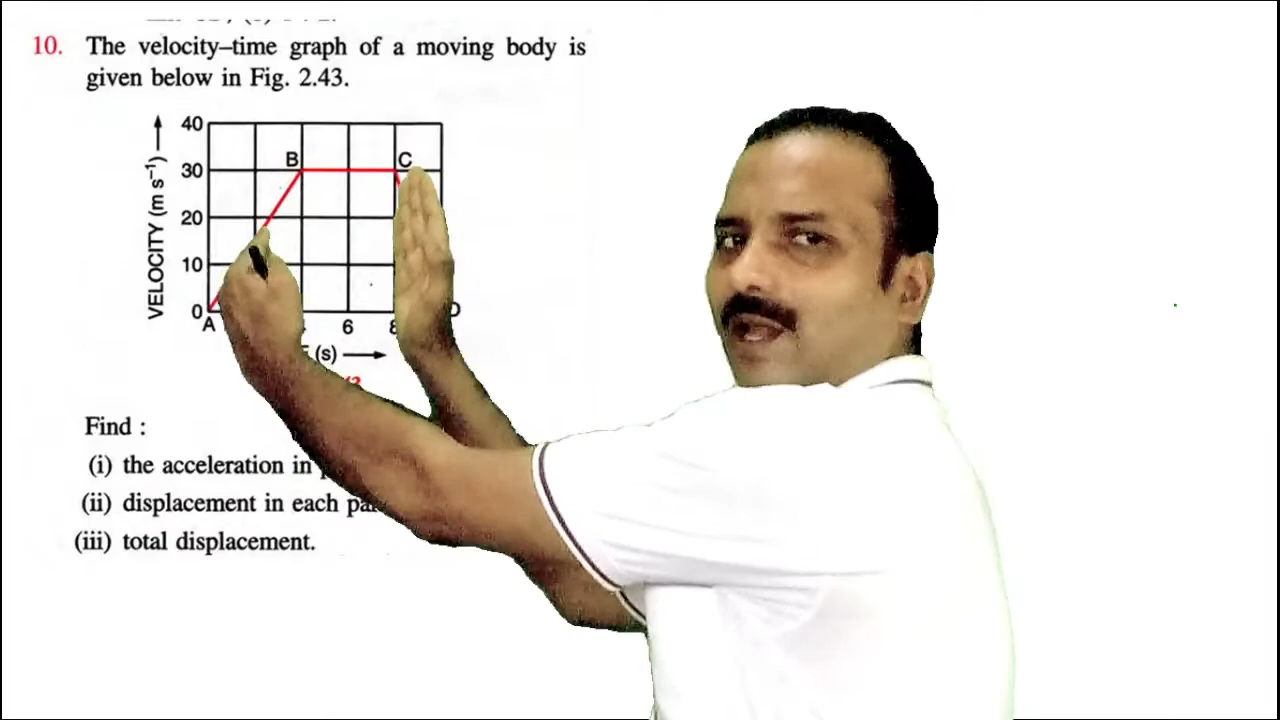 10. The velocity–time graph of a moving body is
given below in Fig. 2.43.
40
30
20
10
0
VELOCITY (m s⁻¹)
B
C
A
D
6
8
(s)
Find :
(i) the acceleration in
(ii) displacement in each
(iii) total displacement.